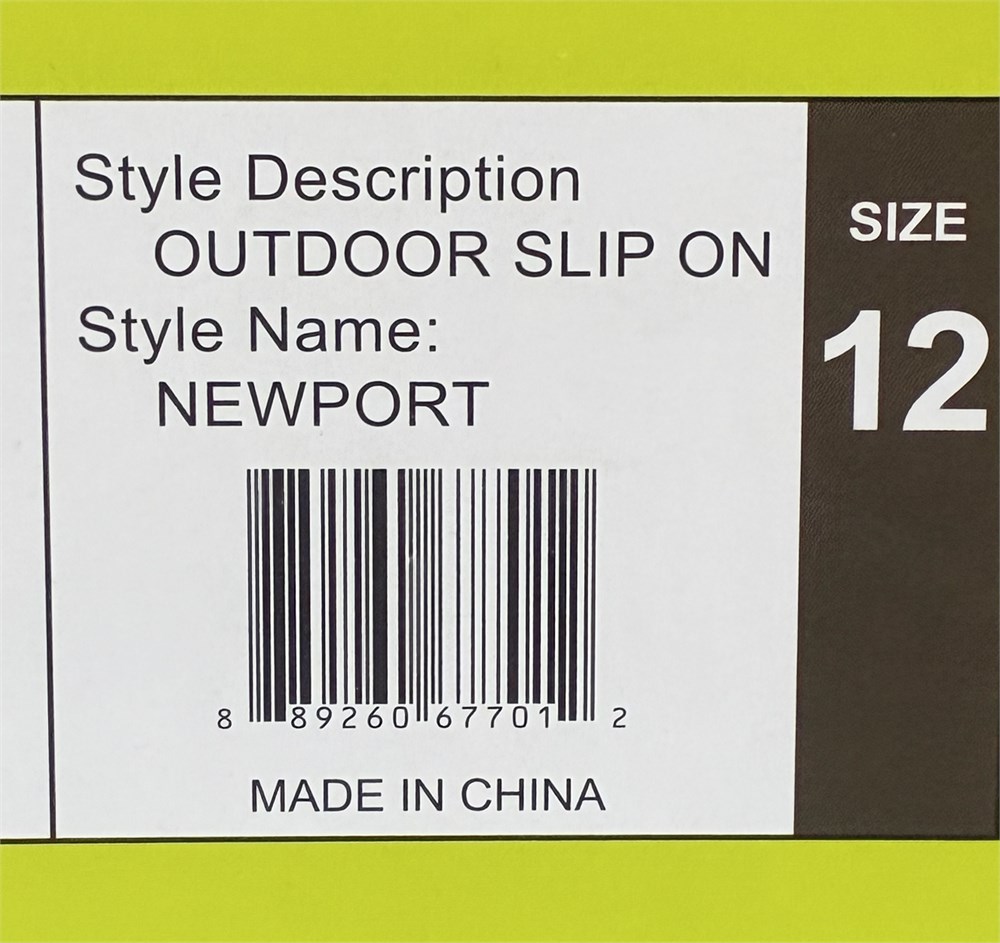 Style Description
OUTDOOR SLIP ON
Style Name:
NEWPORT
8 89260 67701 2
MADE IN CHINA
SIZE
12